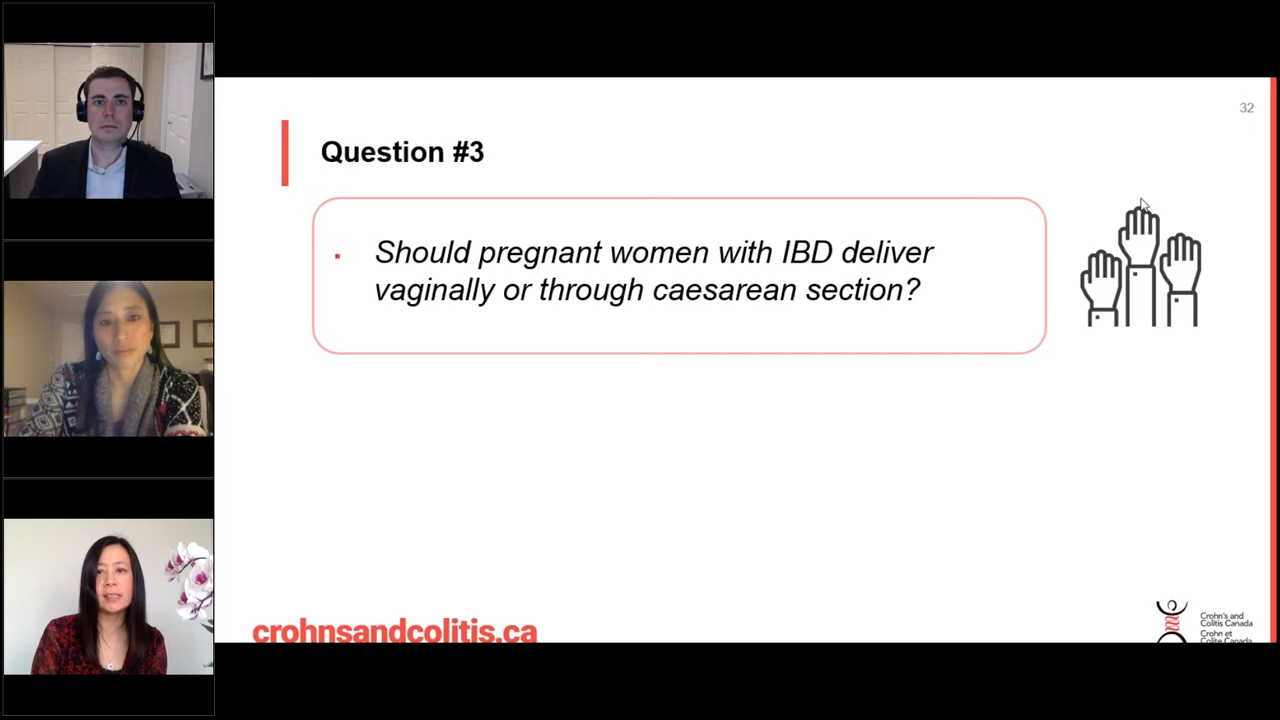 32
Question #3
Should pregnant women with IBD deliver
vaginally or through caesarean section?
crohnsandcolitis.ca
Crohn's and
Colitis Canada
Crohn et
Colite Canada